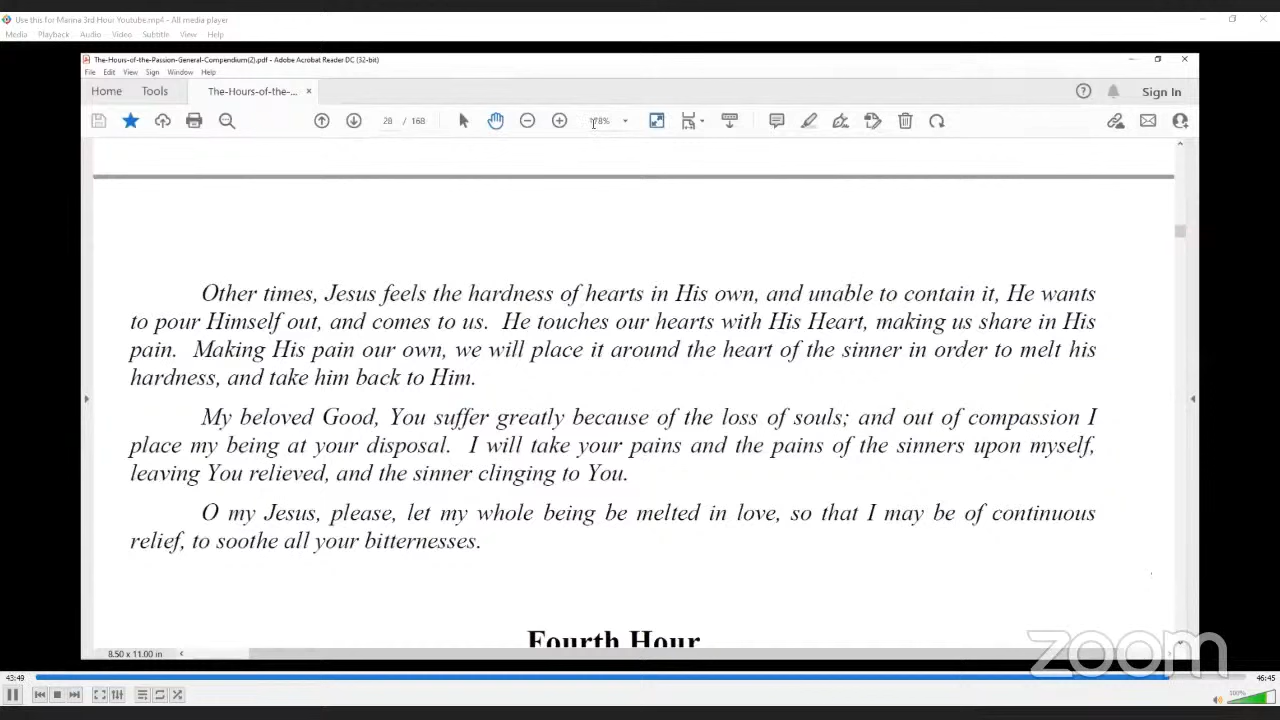 Use this for Marina 3rd Hour Youtube.mp4 - All media player
Media Playback Audio Video Subtitle View Help
The-Hours-of-the-Passion-General-Compendium(2).pdf - Adobe Acrobat Reader DC (32-bit)
File Edit View Sign Window Help
Home Tools The-Hours-of-the-... × Sign In
28 / 168
Other times, Jesus feels the hardness of hearts in His own, and unable to contain it, He wants
to pour Himself out, and comes to us. He touches our hearts with His Heart, making us share in His
pain. Making His pain our own, we will place it around the heart of the sinner in order to melt his
hardness, and take him back to Him.
My beloved Good, You suffer greatly because of the loss of souls; and out of compassion I
place my being at your disposal. I will take your pains and the pains of the sinners upon myself,
leaving You relieved, and the sinner clinging to You.
O my Jesus, please, let my whole being be melted in love, so that I may be of continuous
relief, to soothe all your bitternesses.
Fourth Hour
8.50 x 11.00 in
zoom
43:49 46:45
100%